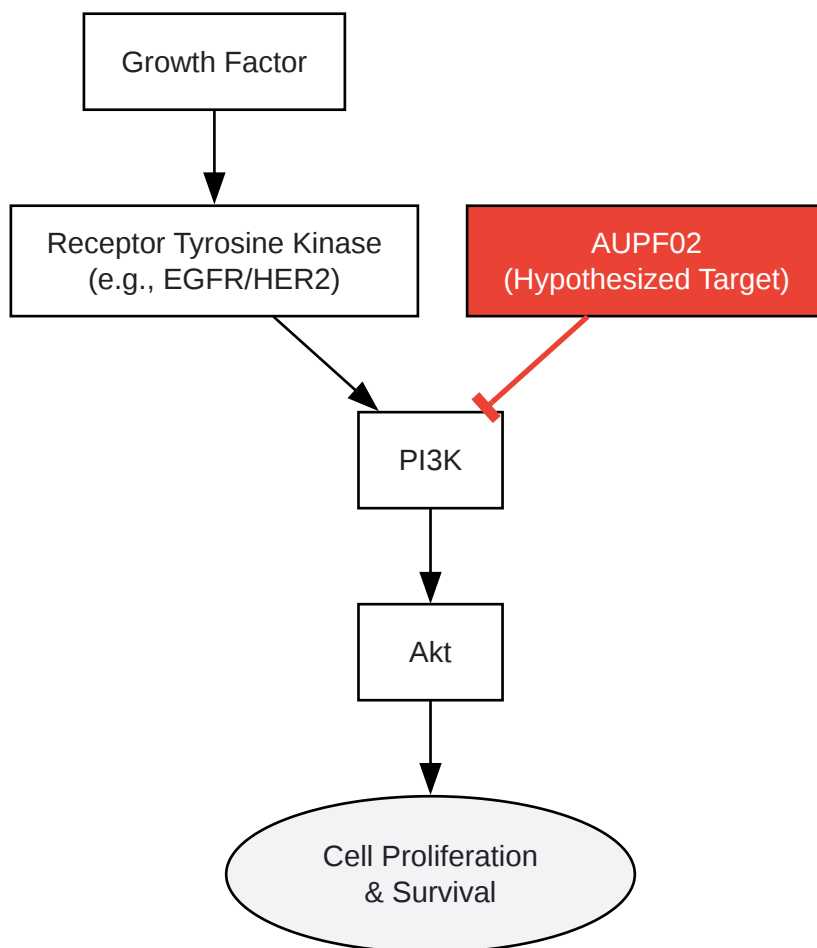 Growth Factor
Receptor Tyrosine Kinase
(e.g., EGFR/HER2)
AUPF02
(Hypothesized Target)
PI3K
Akt
Cell Proliferation
& Survival